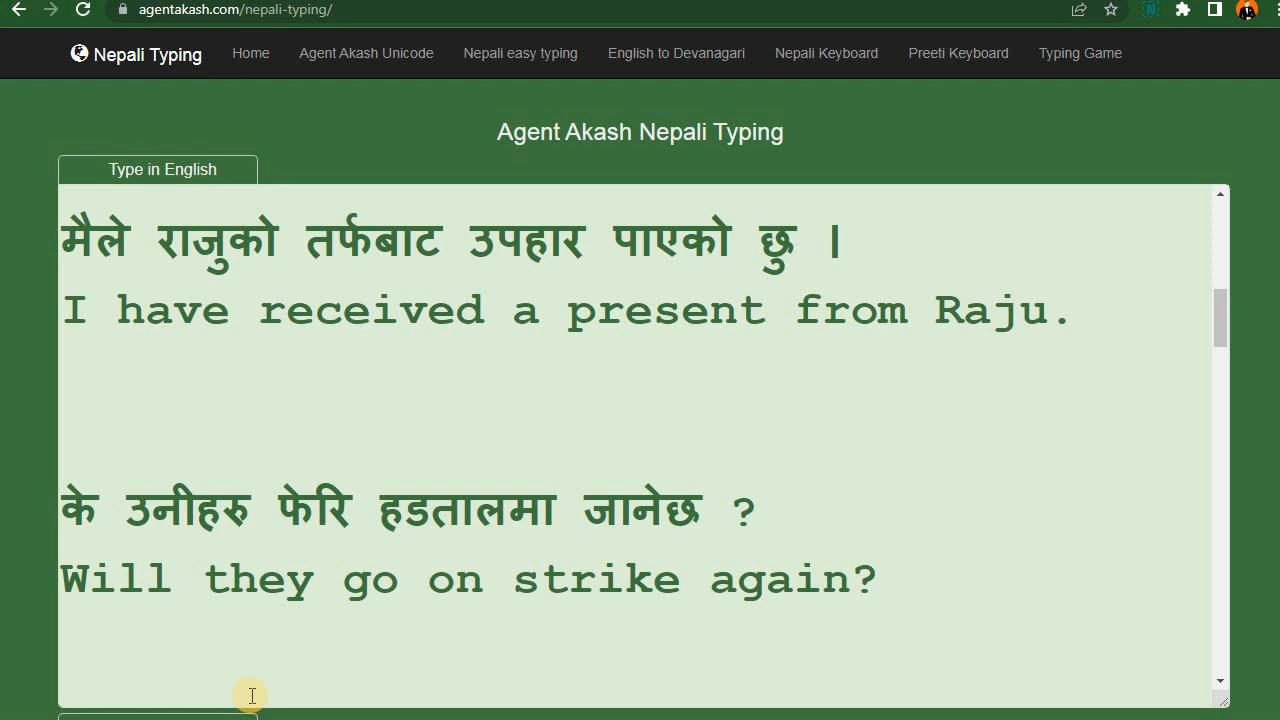 agentakash.com/nepali-typing/
Nepali Typing Home Agent Akash Unicode Nepali easy typing English to Devanagari Nepali Keyboard Preeti Keyboard Typing Game
Agent Akash Nepali Typing
Type in English
मैले राजुको तर्फबाट उपहार पाएको छु ।
I have received a present from Raju.
के उनीहरु फेरि हडतालमा जानेछ ?
Will they go on strike again?